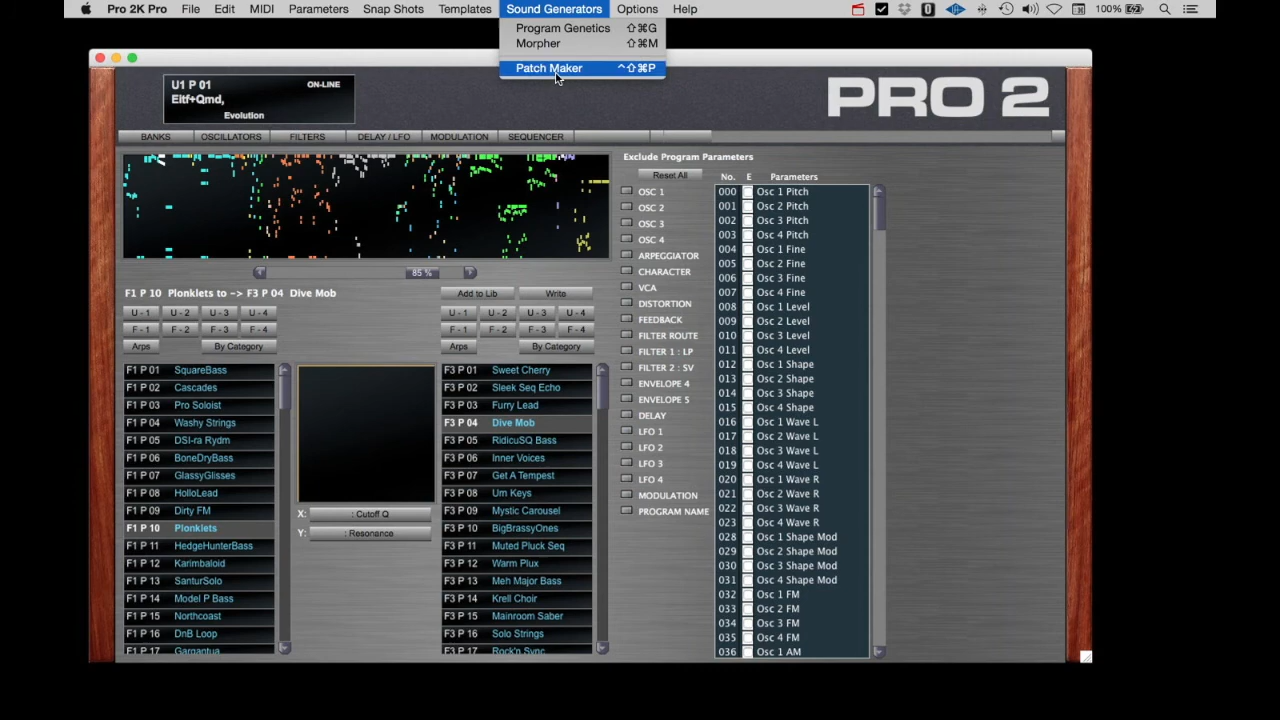 Pro 2K Pro File Edit MIDI Parameters Snap Shots Templates Sound Generators Options Help 100%
Program Genetics ⇧⌘G
Morpher ⇧⌘M
Patch Maker ^⇧⌘P
U1 P 01 ON-LINE
Eitf+Qmd,
Evolution
PRO 2
BANKS OSCILLATORS FILTERS DELAY / LFO MODULATION SEQUENCER
85 %
F1 P 10 Plonklets to -> F3 P 04 Dive Mob
Add to Lib Write
U - 1 U - 2 U - 3 U - 4
F - 1 F - 2 F - 3 F - 4
Arps By Category
U - 1 U - 2 U - 3 U - 4
F - 1 F - 2 F - 3 F - 4
Arps By Category
F1 P 01 SquareBass
F1 P 02 Cascades
F1 P 03 Pro Soloist
F1 P 04 Washy Strings
F1 P 05 DSI-ra Rydm
F1 P 06 BoneDryBass
F1 P 07 GlassyGlisses
F1 P 08 HolloLead
F1 P 09 Dirty FM
F1 P 10 Plonklets
F1 P 11 HedgeHunterBass
F1 P 12 Karimbaloid
F1 P 13 SanturSolo
F1 P 14 Model P Bass
F1 P 15 Northcoast
F1 P 16 DnB Loop
F1 P 17 Gargantua
X: : Cutoff Q
Y: : Resonance
F3 P 01 Sweet Cherry
F3 P 02 Sleek Seq Echo
F3 P 03 Furry Lead
F3 P 04 Dive Mob
F3 P 05 RidicuSQ Bass
F3 P 06 Inner Voices
F3 P 07 Get A Tempest
F3 P 08 Um Keys
F3 P 09 Mystic Carousel
F3 P 10 BigBrassyOnes
F3 P 11 Muted Pluck Seq
F3 P 12 Warm Plux
F3 P 13 Meh Major Bass
F3 P 14 Krell Choir
F3 P 15 Mainroom Saber
F3 P 16 Solo Strings
F3 P 17 Rock'n Sync
Exclude Program Parameters
Reset All
OSC 1
OSC 2
OSC 3
OSC 4
ARPEGGIATOR
CHARACTER
VCA
DISTORTION
FEEDBACK
FILTER ROUTE
FILTER 1 : LP
FILTER 2 : SV
ENVELOPE 4
ENVELOPE 5
DELAY
LFO 1
LFO 2
LFO 3
LFO 4
MODULATION
PROGRAM NAME
No. E Parameters
000 Osc 1 Pitch
001 Osc 2 Pitch
002 Osc 3 Pitch
003 Osc 4 Pitch
004 Osc 1 Fine
005 Osc 2 Fine
006 Osc 3 Fine
007 Osc 4 Fine
008 Osc 1 Level
009 Osc 2 Level
010 Osc 3 Level
011 Osc 4 Level
012 Osc 1 Shape
013 Osc 2 Shape
014 Osc 3 Shape
015 Osc 4 Shape
016 Osc 1 Wave L
017 Osc 2 Wave L
018 Osc 3 Wave L
019 Osc 4 Wave L
020 Osc 1 Wave R
021 Osc 2 Wave R
022 Osc 3 Wave R
023 Osc 4 Wave R
028 Osc 1 Shape Mod
029 Osc 2 Shape Mod
030 Osc 3 Shape Mod
031 Osc 4 Shape Mod
032 Osc 1 FM
033 Osc 2 FM
034 Osc 3 FM
035 Osc 4 FM
036 Osc 1 AM